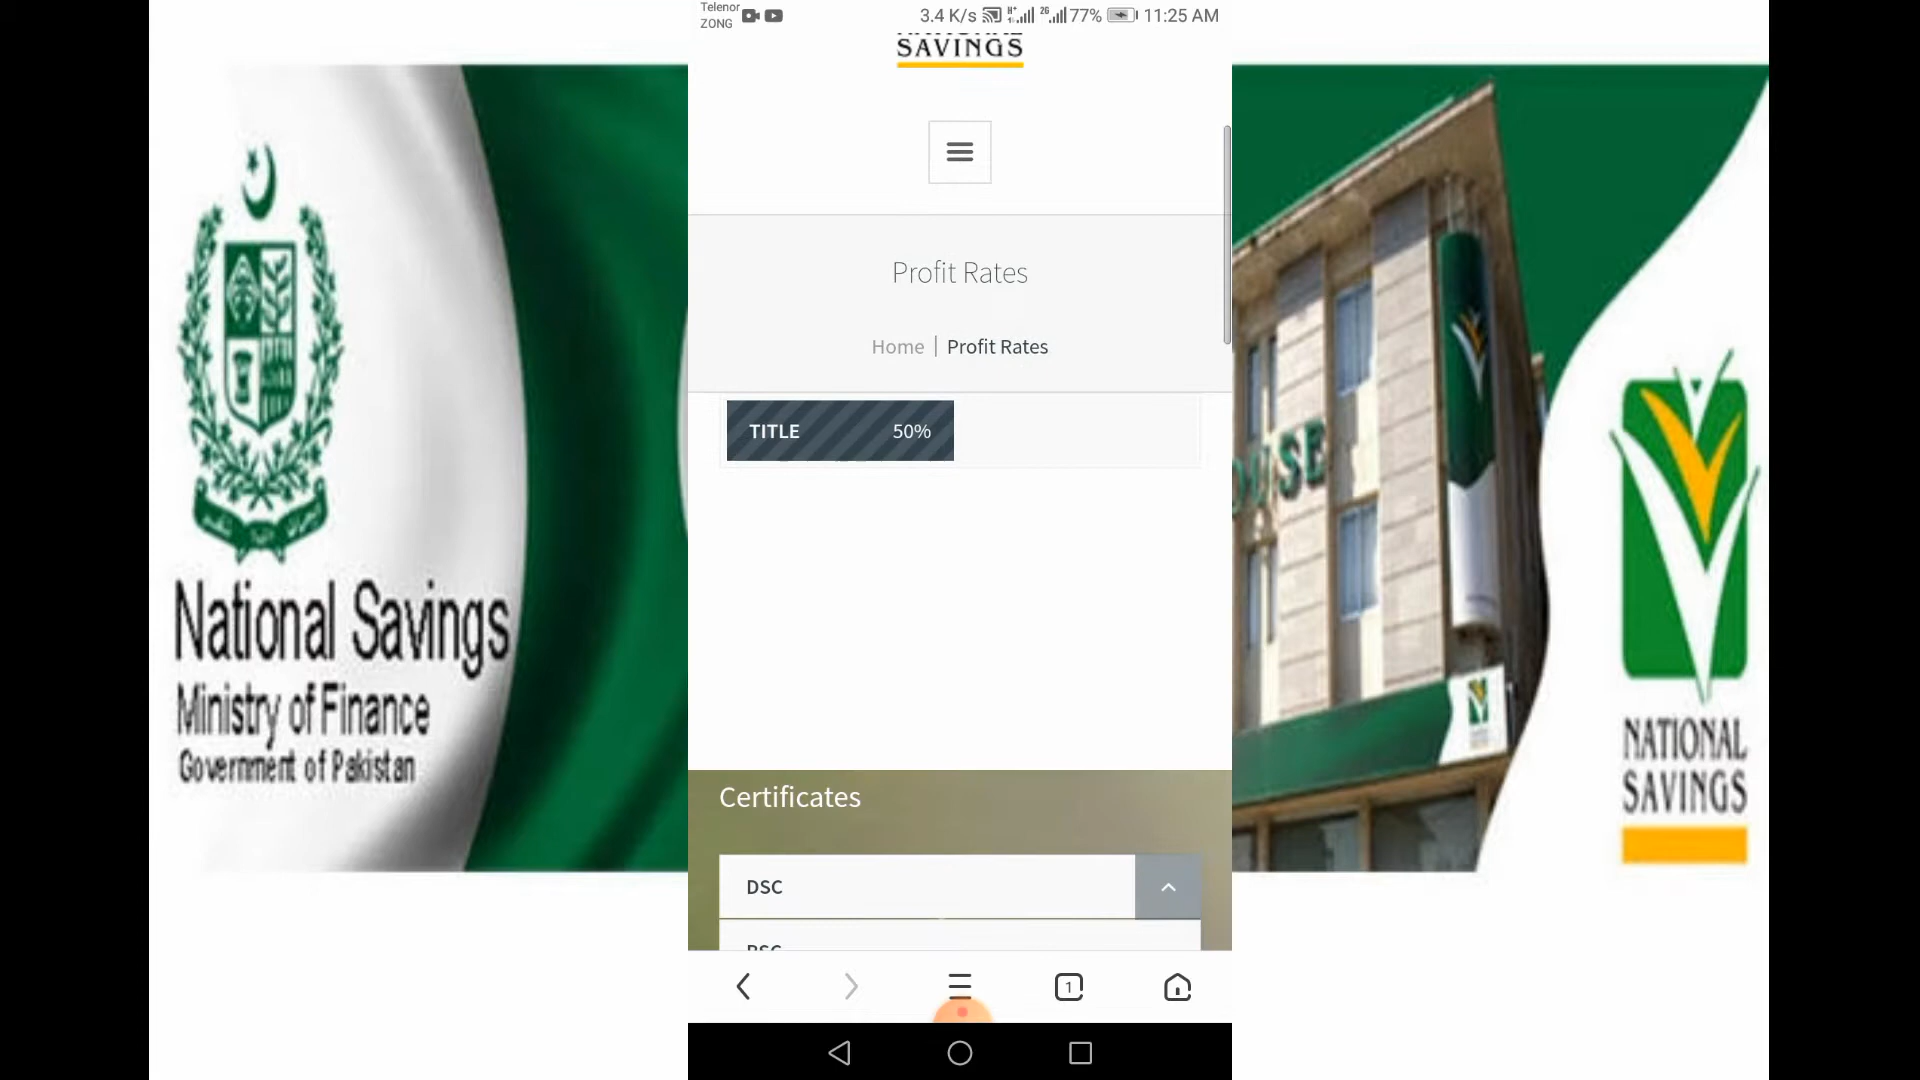 Telenor
ZONG
3.4 K/s
H+
2G
77%
11:25 AM
SAVINGS
Profit Rates
Home | Profit Rates
TITLE 50%
Certificates
DSC
1
National Savings
Ministry of Finance
Government of Pakistan
NATIONAL
SAVINGS